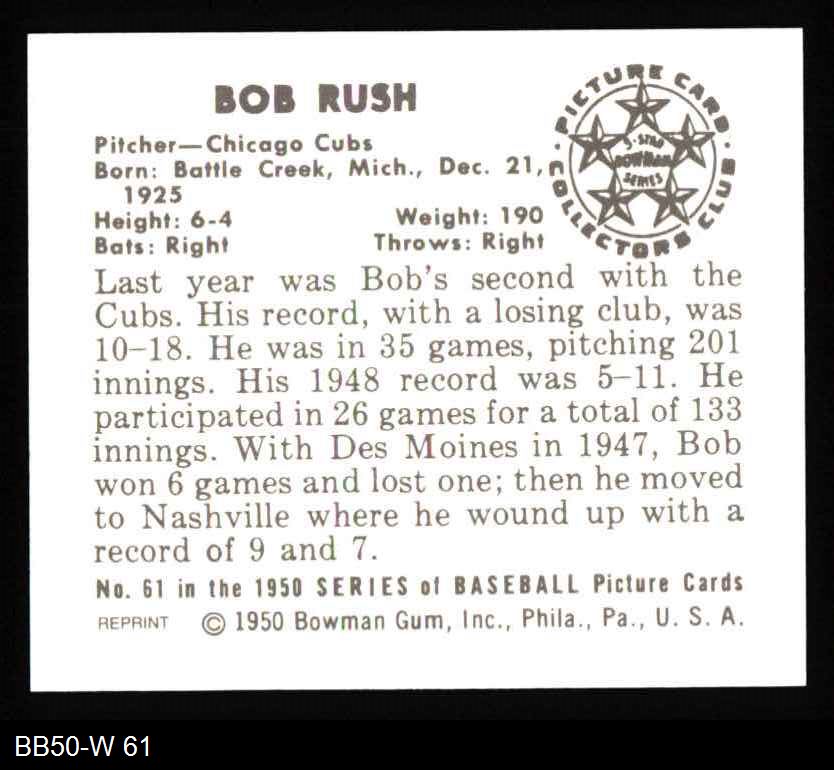 BOB RUSH
Pitcher—Chicago Cubs
Born: Battle Creek, Mich., Dec. 21,
1925
Height: 6-4 Weight: 190
Bats: Right Throws: Right
PICTURE CARD
COLLECTORS CLUB
5-STAR
BOWMAN
SERIES
Last year was Bob's second with the
Cubs. His record, with a losing club, was
10–18. He was in 35 games, pitching 201
innings. His 1948 record was 5–11. He
participated in 26 games for a total of 133
innings. With Des Moines in 1947, Bob
won 6 games and lost one; then he moved
to Nashville where he wound up with a
record of 9 and 7.
No. 61 in the 1950 SERIES of BASEBALL Picture Cards
REPRINT © 1950 Bowman Gum, Inc., Phila., Pa., U. S. A.
BB50-W 61